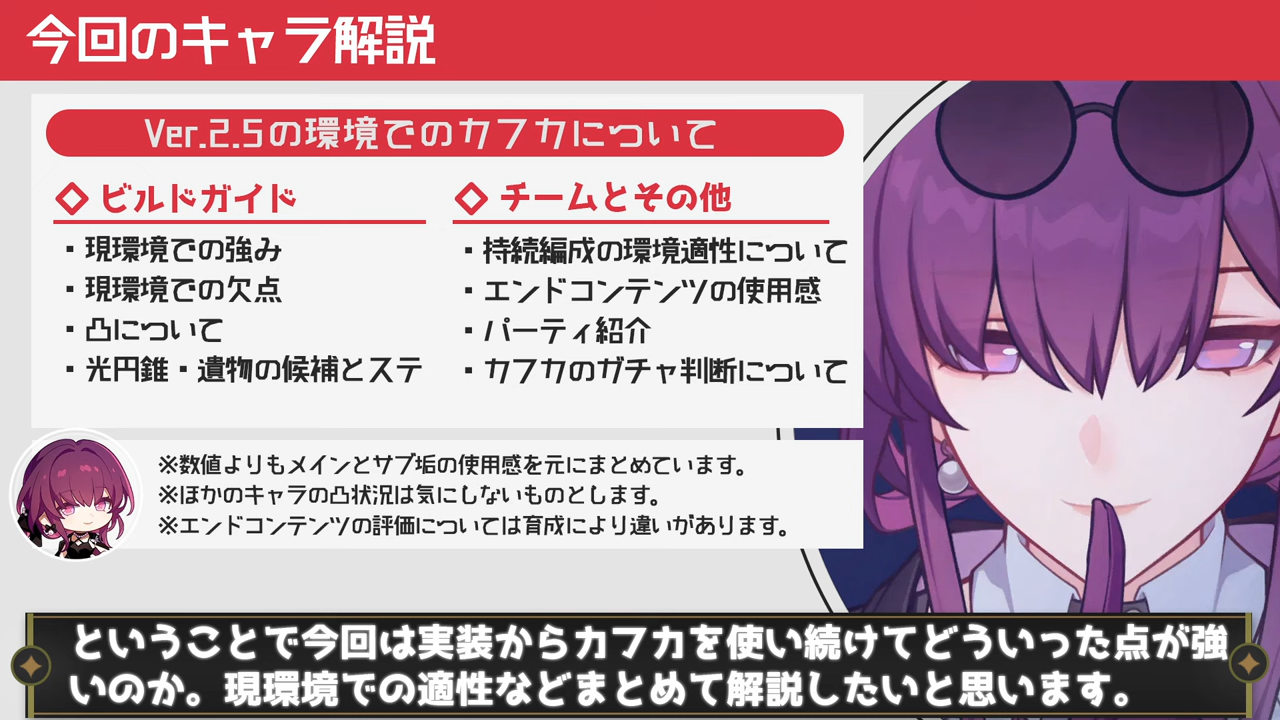 今回のキャラ解説
Ver.2.5の環境でのカフカについて
◇ ビルドガイド
・現環境での強み
・現環境での欠点
・凸について
・光円錐・遺物の候補とステ
◇ チームとその他
・持続編成の環境適性について
・エンドコンテンツの使用感
・パーティ紹介
・カフカのガチャ判断について
※数値よりもメインとサブ垢の使用感を元にまとめています。
※ほかのキャラの凸状況は気にしないものとします。
※エンドコンテンツの評価については育成により違いがあります。
ということで今回は実装からカフカを使い続けてどういった点が強
いのか。現環境での適性などまとめて解説したいと思います。